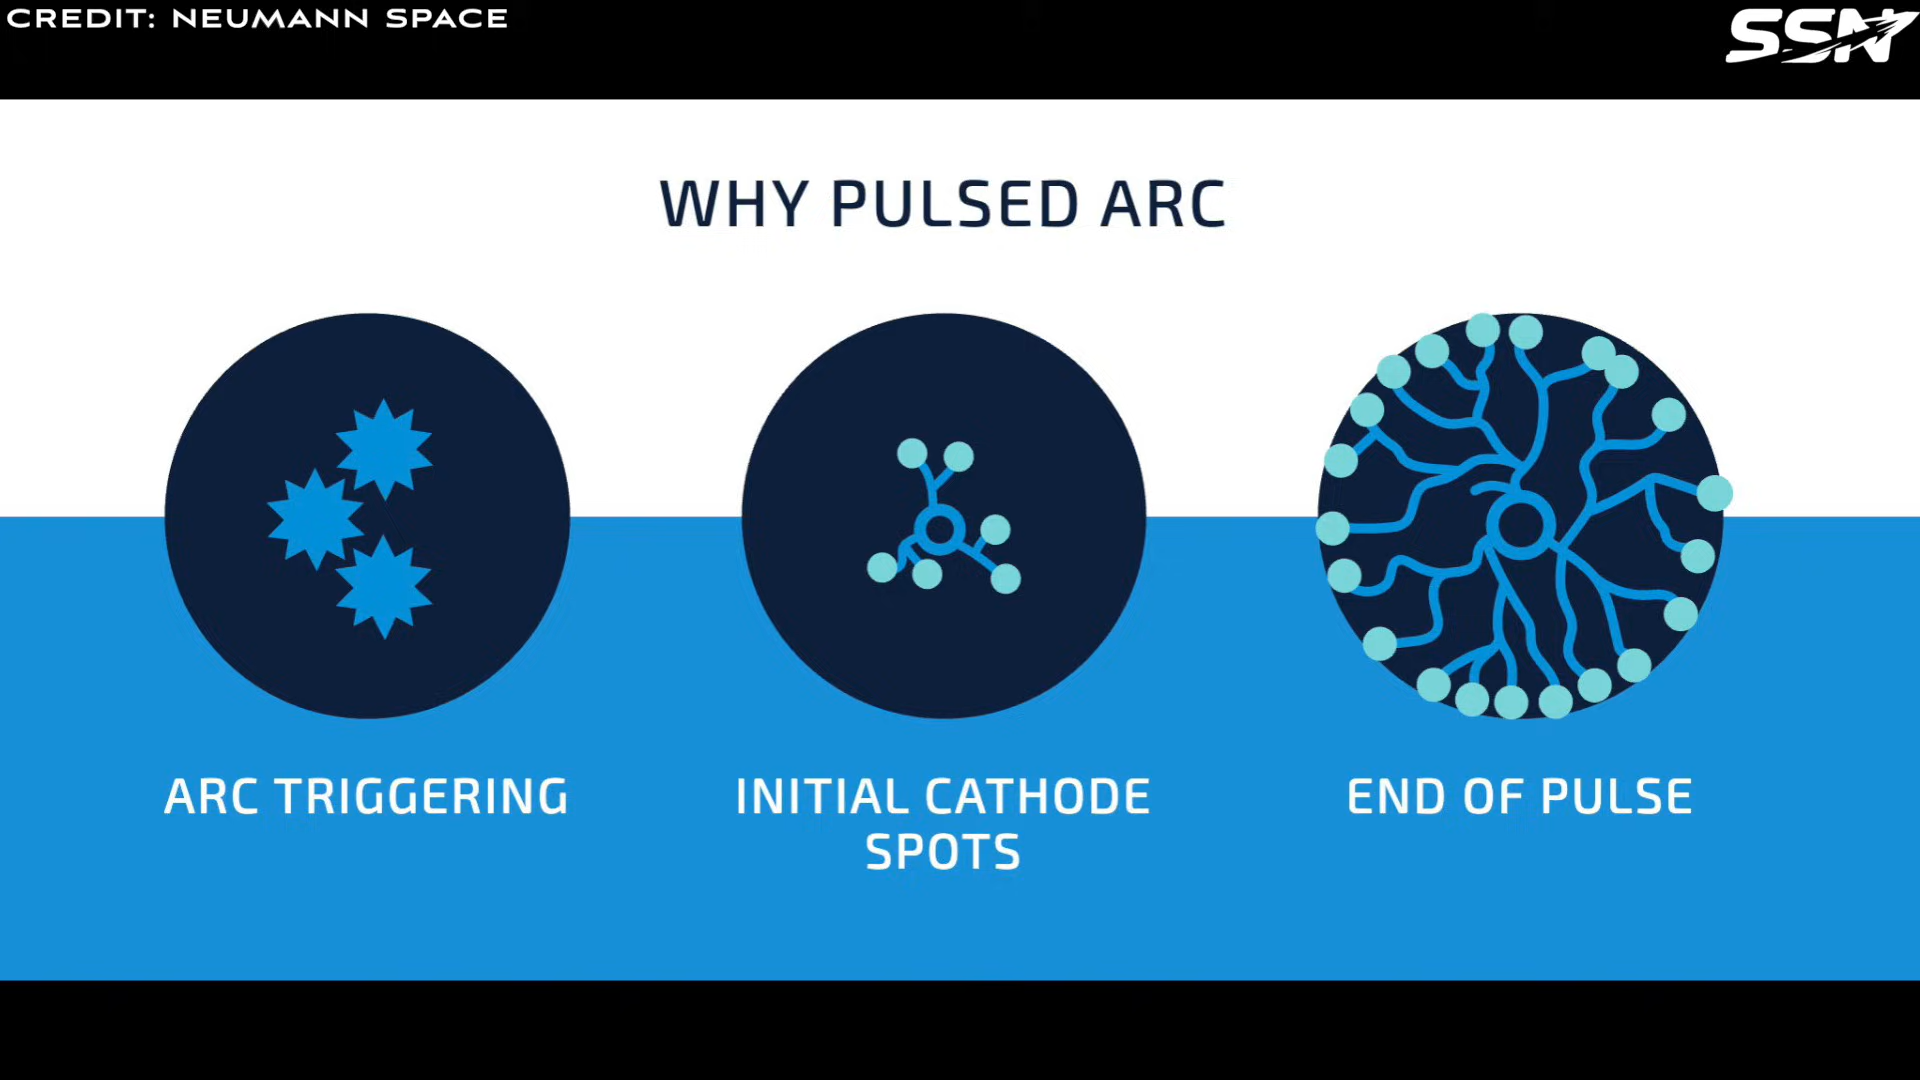 CREDIT: NEUMANN SPACE
SSN
WHY PULSED ARC
ARC TRIGGERING
INITIAL CATHODE
SPOTS
END OF PULSE